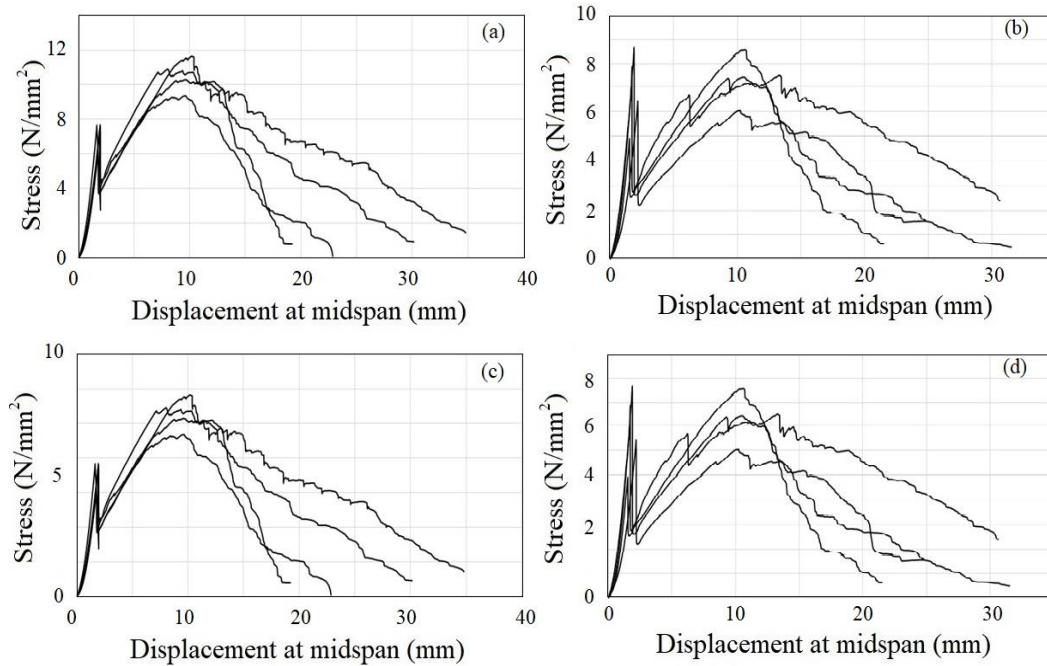 (a)
Stress (N/mm²)
12
8
4
0
0 10 20 30 40
Displacement at midspan (mm)
(b)
Stress (N/mm²)
10
8
6
4
2
0
0 10 20 30
Displacement at midspan (mm)
(c)
Stress (N/mm²)
10
5
0
0 10 20 30 40
Displacement at midspan (mm)
(d)
Stress (N/mm²)
8
6
4
2
0
0 10 20 30
Displacement at midspan (mm)